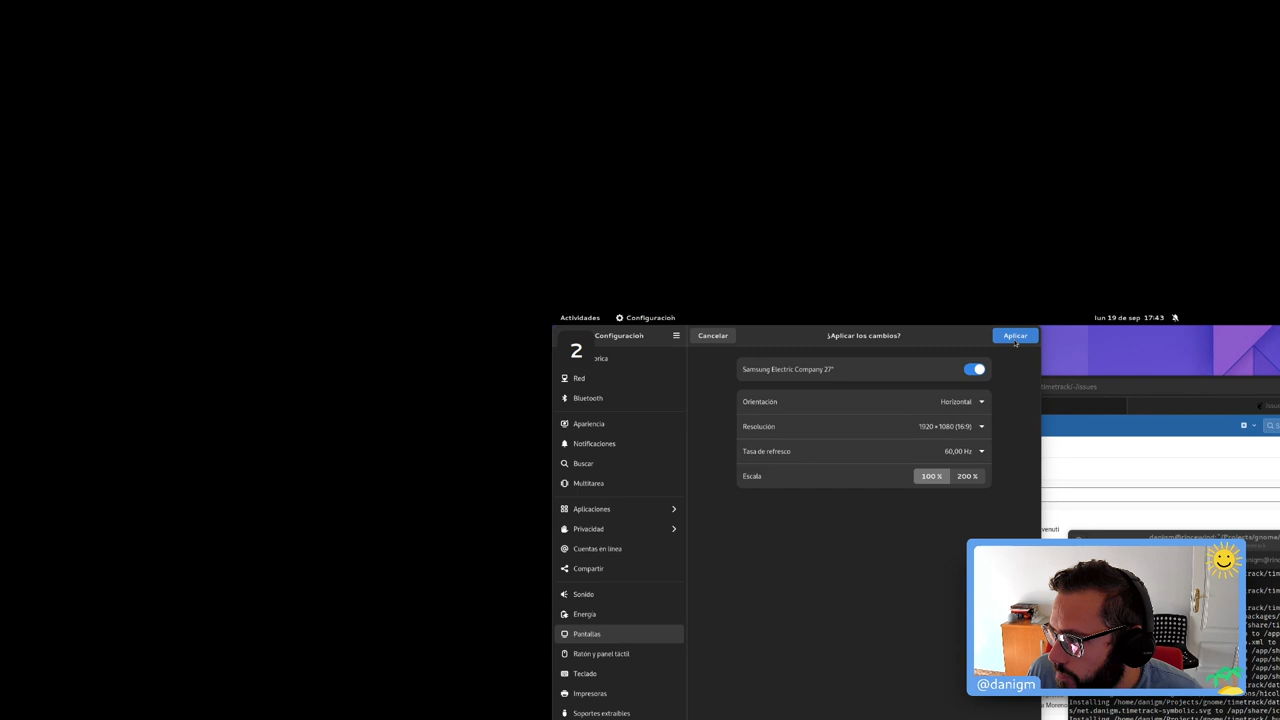 Actividades
Configuración
lun 19 de sep 17:43
2
Configuración
Cancelar
¿Aplicar los cambios?
Aplicar
Samsung Electric Company 27"
Red
Bluetooth
timetrack/-/issues
Orientación
Horizontal
Apariencia
Resolución
1920 × 1080 (16:9)
Notificaciones
Tasa de refresco
60,00 Hz
Buscar
Escala
100 %
200 %
Multitarea
Aplicaciones
Privacidad
Cuentas en línea
Compartir
Sonido
Energía
Pantallas
Ratón y panel táctil
Teclado
Impresoras
Soportes extraíbles
@danigm